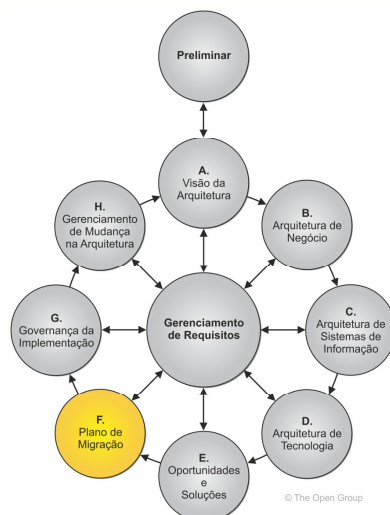 Preliminar
A.
Visão da
Arquitetura
H.
Gerenciamento
de Mudança
na Arquitetura
B.
Arquitetura de
Negócio
G.
Governança da
Implementação
Gerenciamento
de Requisitos
C.
Arquitetura de
Sistemas de
Informação
F.
Plano de
Migração
D.
Arquitetura de
Tecnologia
E.
Oportunidades
e
Soluções
© The Open Group